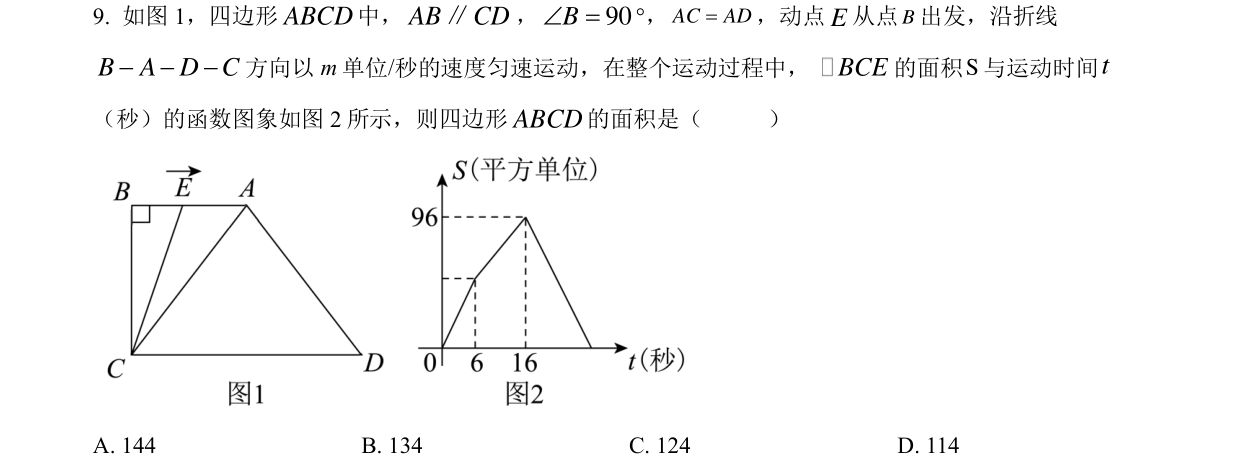 9. 如图 1，四边形 ABCD 中， AB ∥ CD ， ∠B = 90°， AC = AD ，动点 E 从点 B 出发，沿折线
B − A − D − C 方向以 m 单位/秒的速度匀速运动，在整个运动过程中， □BCE 的面积 S 与运动时间 t
（秒）的函数图象如图 2 所示，则四边形 ABCD 的面积是（ ）
B E A
C D
图1
S(平方单位)
96
0 6 16 t(秒)
图2
A. 144 B. 134 C. 124 D. 114